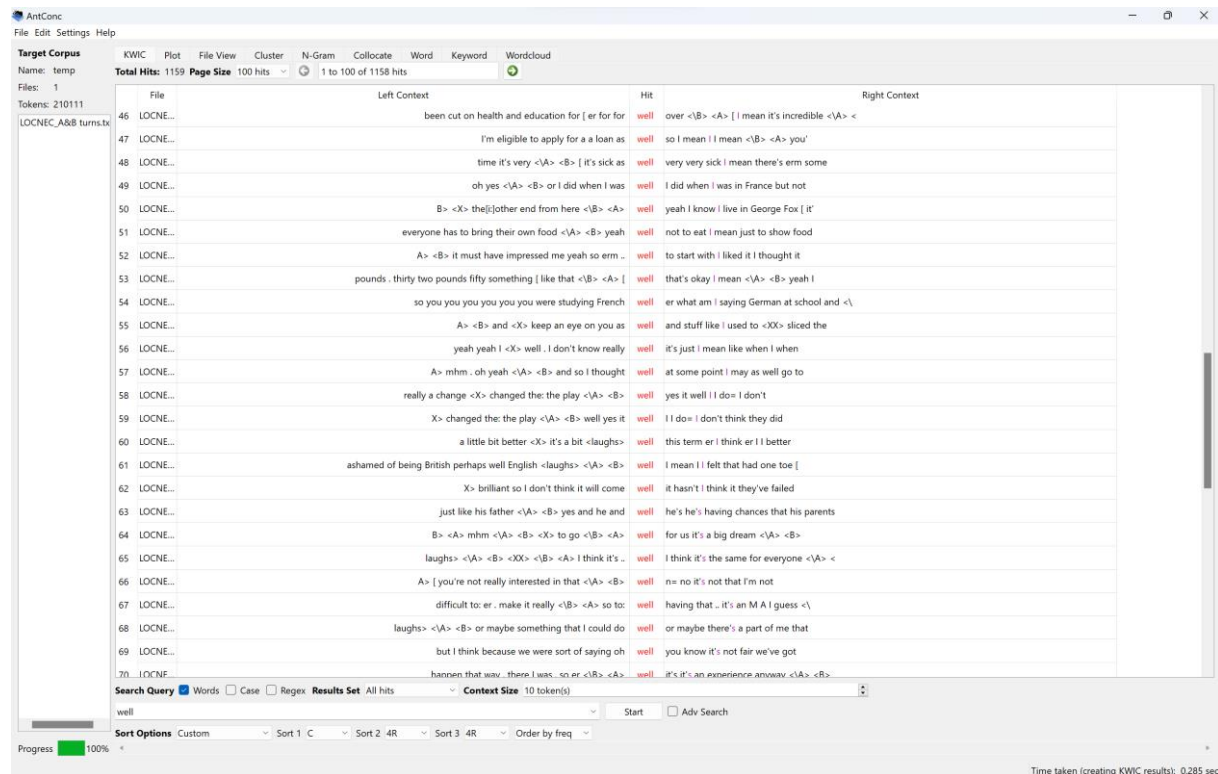 AntConc
File Edit Settings Help
Target Corpus
Name: temp
Files: 1
Tokens: 210111
LOCNEC_A&B turns.tx
KWIC Plot File View Cluster N-Gram Collocate Word Keyword Wordcloud
Total Hits: 1159 Page Size 100 hits 1 to 100 of 1158 hits
File Left Context Hit Right Context
46 LOCNE... been cut on health and education for [ er for for well over <\B> <A> [ I mean it's incredible <\A> <
47 LOCNE... I'm eligible to apply for a a loan as well so I mean I I mean <\B> <A> you'
48 LOCNE... time it's very <\A> <B> [ it's sick as well very very sick I mean there's erm some
49 LOCNE... oh yes <\A> <B> or I did when I was well I did when I was in France but not
50 LOCNE... B> <X> the[i:]other end from here <\B> <A> well yeah I know I live in George Fox [ it'
51 LOCNE... everyone has to bring their own food <\A> <B> yeah well not to eat I mean just to show food
52 LOCNE... A> <B> it must have impressed me yeah so erm .. well to start with I liked it I thought it
53 LOCNE... pounds . thirty two pounds fifty something [ like that <\B> <A> [ well that's okay I mean <\A> <B> yeah I
54 LOCNE... so you you you you you you were studying French well er what am I saying German at school and <\
55 LOCNE... A> <B> and <X> keep an eye on you as well and stuff like I used to <XX> sliced the
56 LOCNE... yeah yeah I <X> well . I don't know really well it's just I mean like when I when
57 LOCNE... A> mhm . oh yeah <\A> <B> and so I thought well at some point I may as well go to
58 LOCNE... really a change <X> changed the: the play <\A> <B> well yes it well I I do= I don't
59 LOCNE... X> changed the: the play <\A> <B> well yes it well I I do= I don't think they did
60 LOCNE... a little bit better <X> it's a bit <laughs> well this term er I think er I I better
61 LOCNE... ashamed of being British perhaps well English <laughs> <\A> <B> well I mean I I felt that had one toe [
62 LOCNE... X> brilliant so I don't think it will come well it hasn't I think it they've failed
63 LOCNE... just like his father <\A> <B> yes and he and well he's he's having chances that his parents
64 LOCNE... B> <A> mhm <\A> <B> <X> to go <\B> <A> well for us it's a big dream <\A> <B>
65 LOCNE... laughs> <\A> <B> <XX> <\B> <A> I think it's .. well I think it's the same for everyone <\A> <
66 LOCNE... A> [ you're not really interested in that <\A> <B> well n= no it's not that I'm not
67 LOCNE... difficult to: er . make it really <\B> <A> so to: well having that .. it's an M A I guess <\
68 LOCNE... laughs> <\A> <B> or maybe something that I could do well or maybe there's a part of me that
69 LOCNE... but I think because we were sort of saying oh well you know it's not fair we've got
70 LOCNE... happen that way . there I was . so er <\B> <A> well it's it's an experience anyway <\A> <B>
Search Query Words Case Regex Results Set All hits Context Size 10 token(s)
well Start Adv Search
Sort Options Custom Sort 1 C Sort 2 4R Sort 3 4R Order by freq
Progress 100%
Time taken (creating KWIC results): 0.285 sec